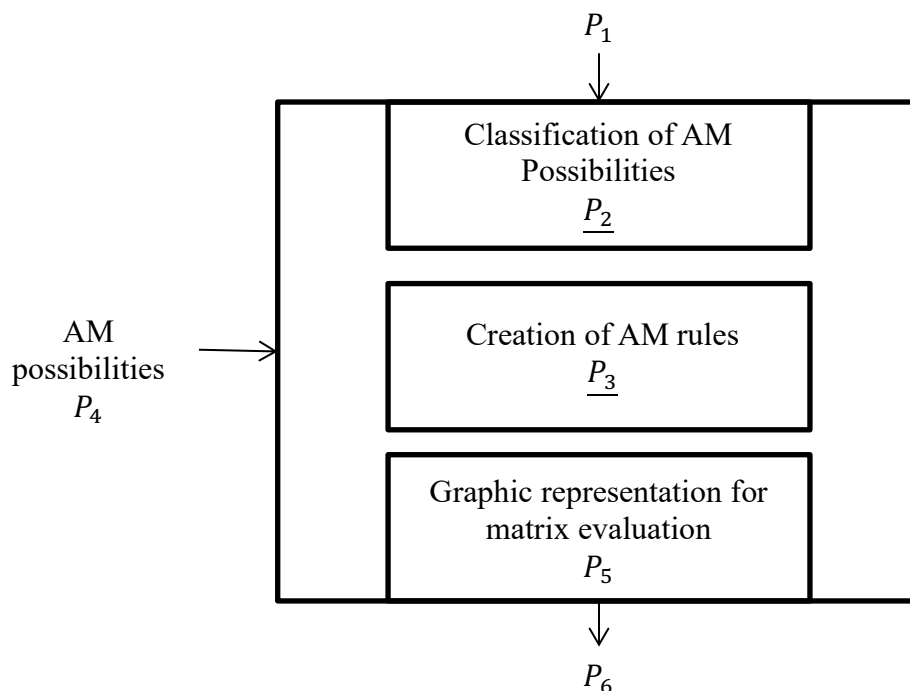 P₁
Classification of AM
Possibilities
P₂
Creation of AM rules
P₃
AM
possibilities
P₄
Graphic representation for
matrix evaluation
P₅
P₆